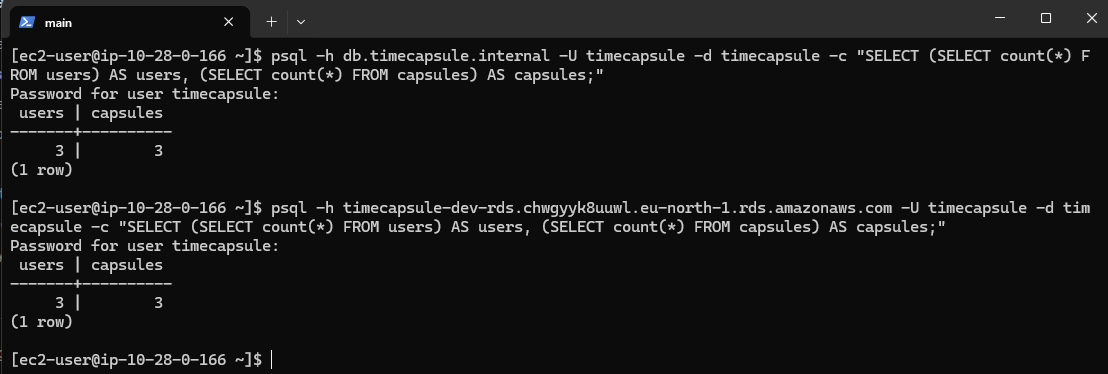 main
[ec2-user@ip-10-28-0-166 ~]$ psql -h db.timecapsule.internal -U timecapsule -d timecapsule -c "SELECT (SELECT count(*) F
ROM users) AS users, (SELECT count(*) FROM capsules) AS capsules;"
Password for user timecapsule:
 users | capsules
-------+----------
     3 |        3
(1 row)

[ec2-user@ip-10-28-0-166 ~]$ psql -h timecapsule-dev-rds.chwgyyk8uuwl.eu-north-1.rds.amazonaws.com -U timecapsule -d tim
ecapsule -c "SELECT (SELECT count(*) FROM users) AS users, (SELECT count(*) FROM capsules) AS capsules;"
Password for user timecapsule:
 users | capsules
-------+----------
     3 |        3
(1 row)

[ec2-user@ip-10-28-0-166 ~]$